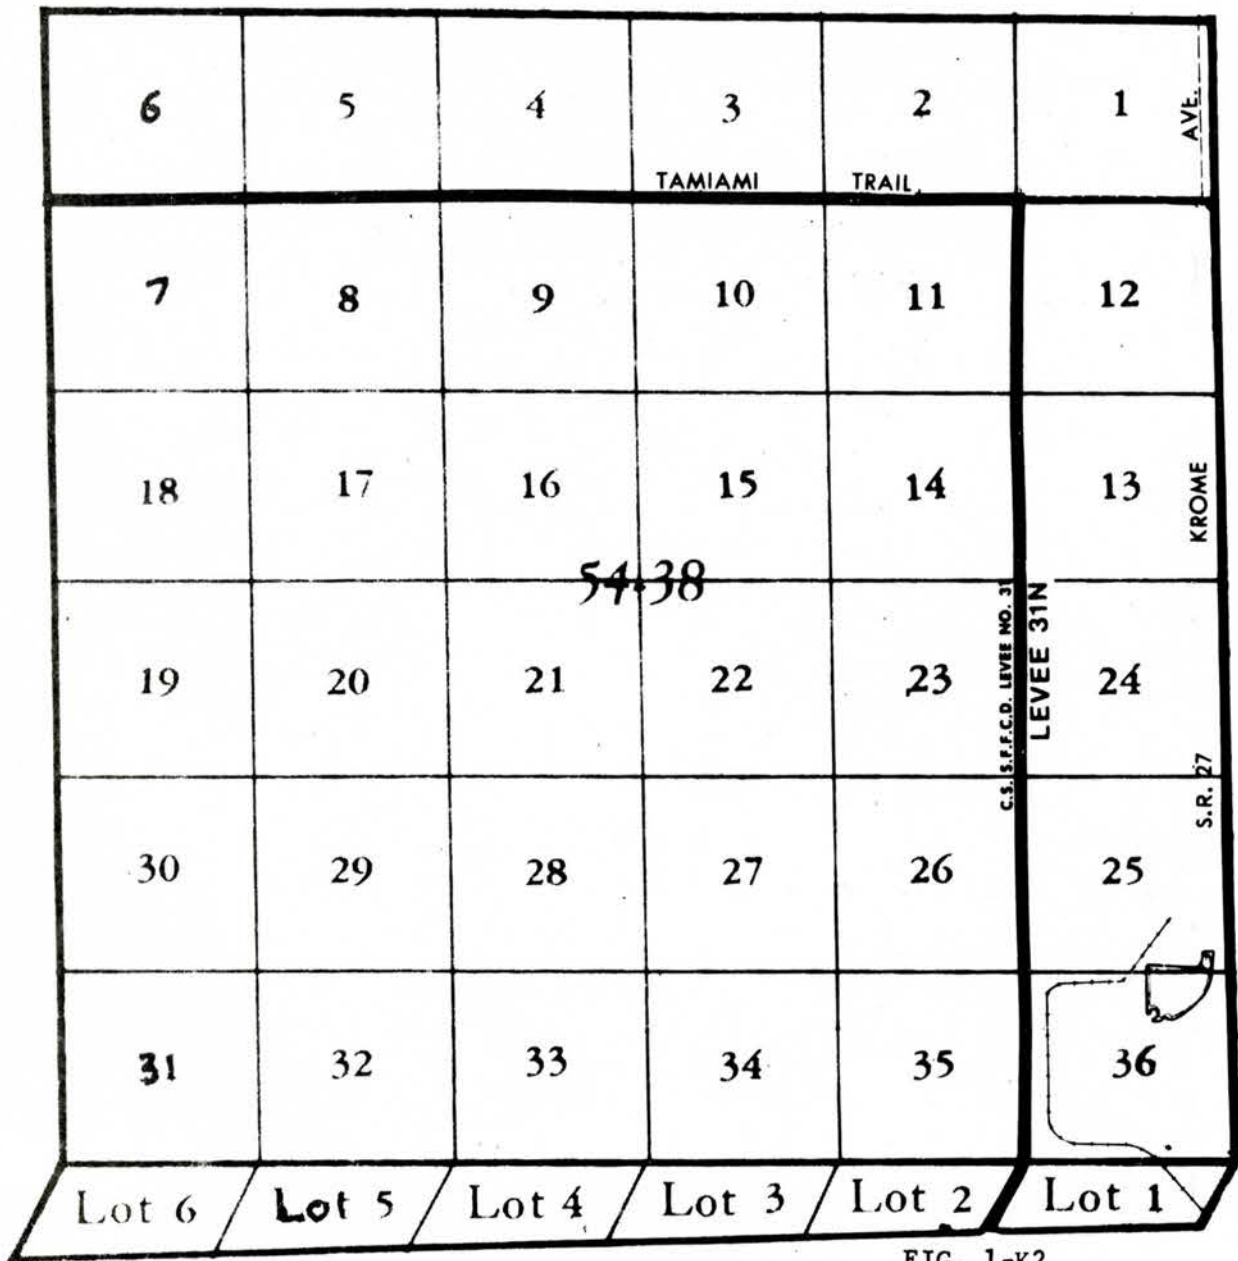 6 5 4 3 2 1
AVE.
TAMIAMI TRAIL
7 8 9 10 11 12
18 17 16 15 14 13
KROME
54-38
C.S. S.F.F.C.D. LEVEE NO. 31
LEVEE 31N
19 20 21 22 23 24
S.R. 27
30 29 28 27 26 25
31 32 33 34 35 36
Lot 6 Lot 5 Lot 4 Lot 3 Lot 2 Lot 1
FIG. 1-K2